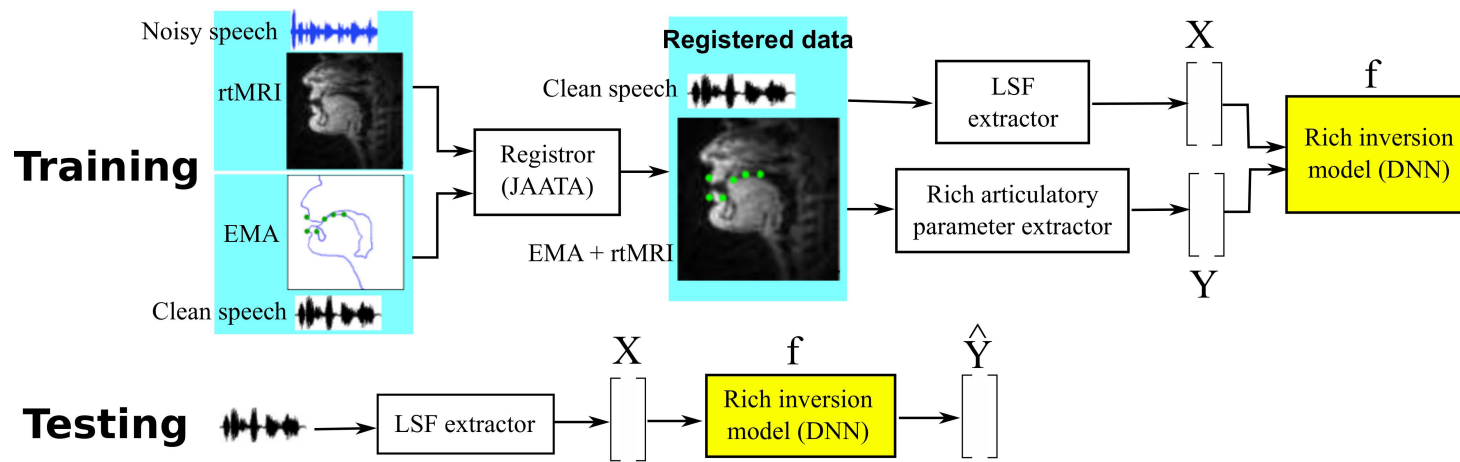 Noisy speech
rtMRI
Training
EMA
Clean speech
Registror
(JAATA)
Registered data
Clean speech
EMA + rtMRI
LSF
extractor
Rich articulatory
parameter extractor
X
Y
f
Rich inversion
model (DNN)
Testing
LSF extractor
X
f
Rich inversion
model (DNN)
Ŷ